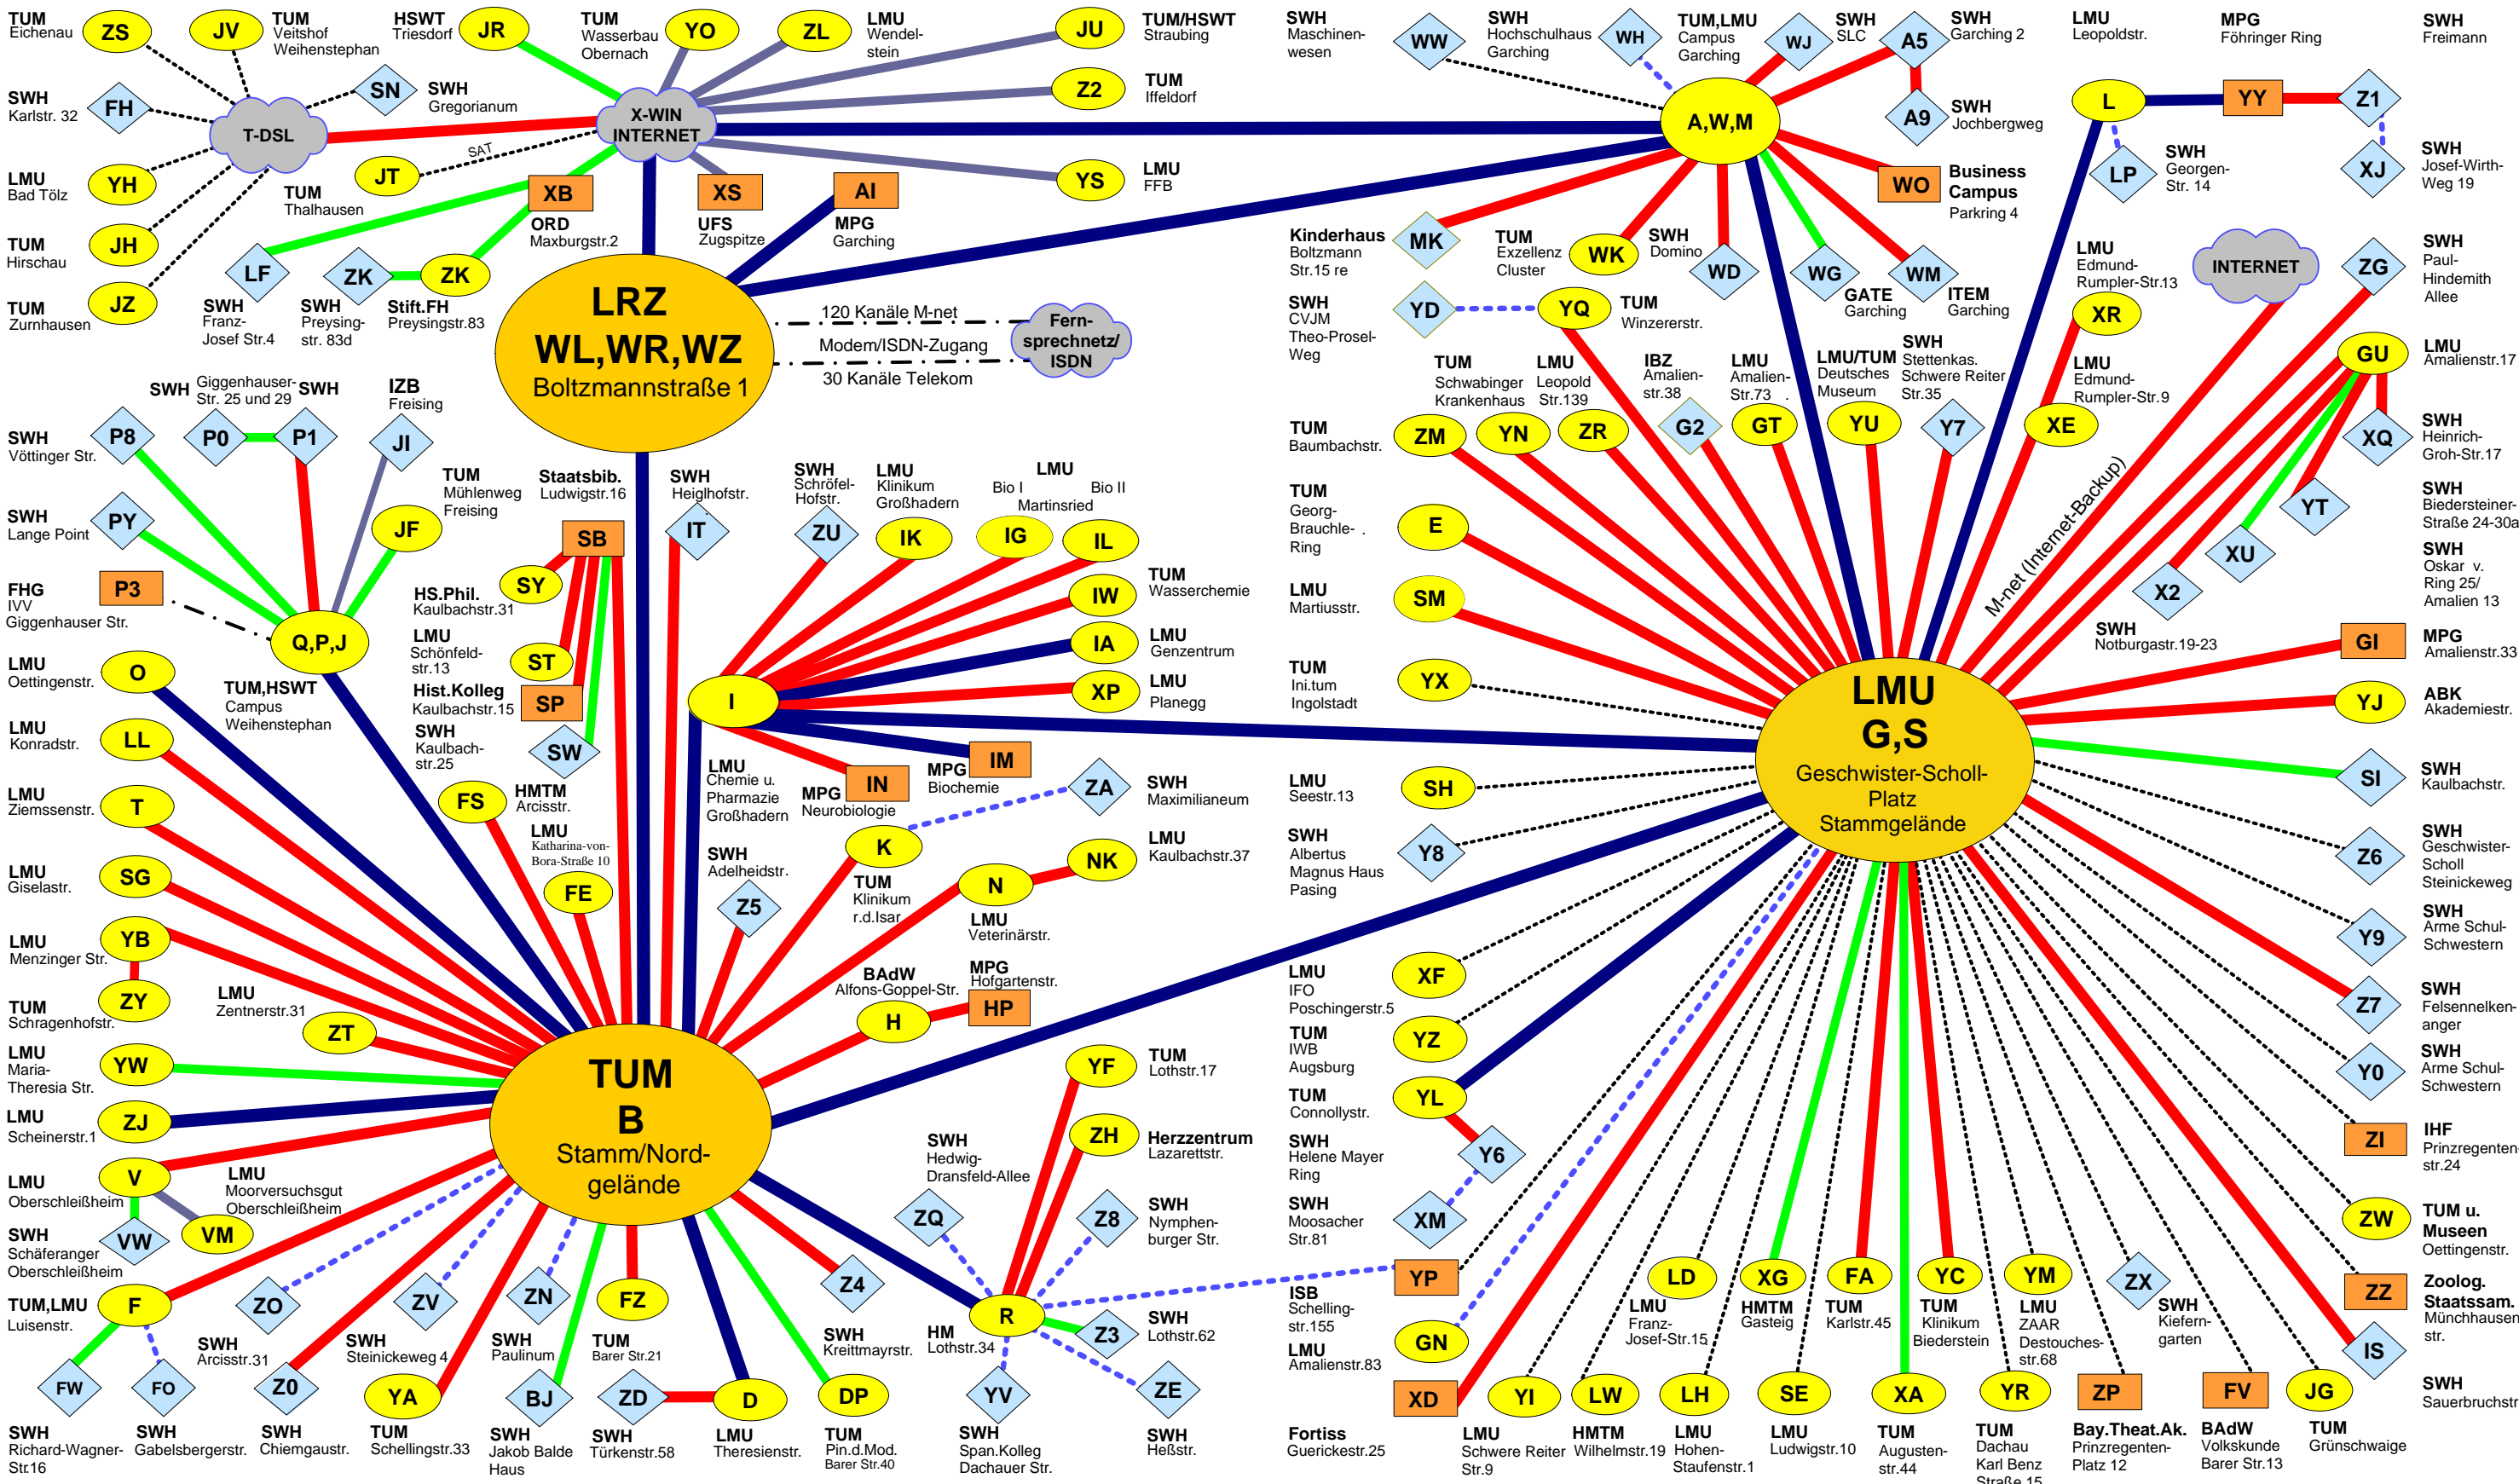 TUM
Eichenau
ZS
JV
TUM
Veitshof
Weihenstephan
HSWT
Triesdorf
JR
TUM
Wasserbau
Obernach
YO
ZL
LMU
Wendel-
stein
JU
TUM/HSWT
Straubing
SWH
Karlstr. 32
FH
SN
SWH
Gregorianum
T-DSL
X-WIN
INTERNET
SAT
Z2
TUM
Iffeldorf
LMU
Bad Tölz
YH
TUM
Thalhausen
JT
XB
ORD
Maxburgstr.2
XS
UFS
Zugspitze
AI
MPG
Garching
YS
LMU
FFB
TUM
Hirschau
JH
TUM
Zurnhausen
JZ
LF
SWH
Franz-
Josef Str.4
ZK
SWH
Preysing-
str. 83d
ZK
Stift.FH
Preysingstr.83
LRZ
WL,WR,WZ
Boltzmannstraße 1
120 Kanäle M-net
Modem/ISDN-Zugang
30 Kanäle Telekom
Fern-
sprechnetz/
ISDN
SWH
Maschinen-
wesen
WW
SWH
Hochschulhaus
Garching
WH
TUM,LMU
Campus
Garching
WJ
SWH
SLC
A5
SWH
Garching 2
A,W,M
A9
SWH
Jochbergweg
LMU
Leopoldstr.
L
MPG
Föhringer Ring
YY
SWH
Freimann
Z1
LP
SWH
Georgen-
Str. 14
XJ
SWH
Josef-Wirth-
Weg 19
WO
Business
Campus
Parkring 4
Kinderhaus
Boltzmann
Str.15 re
MK
TUM
Exzellenz
Cluster
WK
SWH
Domino
WD
WG
GATE
Garching
WM
ITEM
Garching
LMU
Edmund-
Rumpler-Str.13
XR
INTERNET
ZG
SWH
Paul-
Hindemith
Allee
SWH
CVJM
Theo-Prosel-
Weg
YD
YQ
TUM
Winzererstr.
TUM
Schwabinger
Krankenhaus
LMU
Leopold
Str.139
IBZ
Amalien-
str.38
LMU
Amalien-
Str.73 .
LMU/TUM
Deutsches
Museum
SWH
Stettenkas.
Schwere Reiter
Str.35
LMU
Edmund-
Rumpler-Str.9
GU
LMU
Amalienstr.17
TUM
Baumbachstr.
ZM
YN
ZR
G2
GT
YU
Y7
XE
XQ
SWH
Heinrich-
Groh-Str.17
M-net (Internet-Backup)
YT
SWH
Biedersteiner-
Straße 24-30a
XU
SWH
Oskar v.
Ring 25/
Amalien 13
X2
SWH
Notburgast.19-23
TUM
Georg-
Brauchle- .
Ring
E
LMU
Martiusstr.
SM
TUM
Ini.tum
Ingolstadt
YX
GI
MPG
Amalienstr.33
YJ
ABK
Akademiestr.
LMU
G,S
Geschwister-Scholl-
Platz
Stammgelände
SI
SWH
Kaulbachstr.
SWH
Vöttinger Str.
P8
SWH
Giggenhauser-
Str. 25 und 29
SWH
P0
P1
IZB
Freising
JI
SWH
Lange Point
PY
JF
TUM
Mühlenweg
Freising
FHG
IVV
Giggenhauser Str.
P3
Q,P,J
TUM,HSWT
Campus
Weihenstephan
Staatsbib.
Ludwigstr.16
SB
SY
HS.Phil.
Kaulbachstr.31
LMU
Schönfeld-
str.13
ST
Hist.Kolleg
Kaulbachstr.15
SP
SWH
Kaulbach-
str.25
SW
SWH
Heiglhofstr.
IT
SWH
Schröfel-
Hofstr.
ZU
LMU
Klinikum
Großhadern
IK
LMU
Bio I
Bio II
Martinsried
IG
IL
IW
TUM
Wasserchemie
IA
LMU
Genzentrum
XP
LMU
Planegg
I
LMU
Chemie u.
Pharmazie
Großhadern
IN
MPG
Neurobiologie
IM
MPG
Biochemie
ZA
SWH
Maximilianeum
LMU
Oettingenstr.
O
LMU
Konradstr.
LL
LMU
Ziemssenstr.
T
LMU
Giselastr.
SG
LMU
Menzinger Str.
YB
TUM
Schragenhofstr.
ZY
LMU
Zentnerstr.31
ZT
LMU
Maria-
Theresia Str.
YW
LMU
Scheinerstr.1
ZJ
LMU
Oberschleißheim
V
LMU
Moorversuchsgut
Oberschleißheim
VM
SWH
Schäferanger
Oberschleißheim
VW
FS
HMTM
Arcisstr.
LMU
Katharina-von-
Bora-Straße 10
FE
SWH
Adelheidstr.
Z5
K
TUM
Klinikum
r.d.Isar
N
LMU
Veterinärstr.
NK
LMU
Kaulbachstr.37
BAdW
Alfons-Goppel-Str.
H
MPG
Hofgartenstr.
HP
TUM
B
Stamm/Nord-
gelände
YF
TUM
Lothstr.17
ZH
Herzzentrum
Lazarettstr.
SWH
Hedwig-
Dransfeld-Allee
ZQ
Z8
SWH
Nymphen-
burger Str.
R
HM
Lothstr.34
Z3
SWH
Lothstr.62
YV
SWH
Span.Kolleg
Dachauer Str.
ZE
SWH
Heßstr.
TUM,LMU
Luisenstr.
F
FW
SWH
Richard-Wagner-
Str.16
FO
SWH
Gabelsbergerstr.
ZO
SWH
Arcisstr.31
Z0
SWH
Chiemgaustr.
ZV
SWH
Steinickeweg 4
YA
TUM
Schellingstr.33
ZN
SWH
Paulinum
BJ
SWH
Jakob Balde
Haus
FZ
TUM
Barer Str.21
ZD
SWH
Türkenstr.58
D
LMU
Theresienstr.
Z4
SWH
Kreittmayrstr.
DP
TUM
Pin.d.Mod.
Barer Str.40
LMU
Seestr.13
SH
SWH
Albertus
Magnus Haus
Pasing
Y8
LMU
IFO
Poschingerstr.5
XF
TUM
IWB
Augsburg
YZ
TUM
Connollystr.
YL
SWH
Helene Mayer
Ring
Y6
SWH
Moosacher
Str.81
XM
ISB
Schelling-
str.155
YP
LMU
Amalienstr.83
GN
Fortiss
Guerickestr.25
XD
YI
LMU
Schwere Reiter
Str.9
LW
HMTM
Wilhelmstr.19
LD
LMU
Franz-
Josef-Str.15
LH
LMU
Hohen-
Staufenstr.1
XG
HMTM
Gasteig
SE
LMU
Ludwigstr.10
FA
TUM
Karlstr.45
XA
TUM
Augusten-
str.44
YC
TUM
Klinikum
Biederstein
YR
TUM
Dachau
Karl Benz
Straße 15
YM
LMU
ZAAR
Destouches-
str.68
ZP
Bay.Theat.Ak.
Prinzregenten-
Platz 12
ZX
SWH
Kiefern-
garten
FV
BAdW
Volkskunde
Barer Str.13
JG
TUM
Grünschwaige
IS
SWH
Sauerbruchstr
Z6
SWH
Geschwister-
Scholl
Steinickeweg
Y9
SWH
Arme Schul-
Schwestern
Z7
SWH
Felsennelken-
anger
Y0
SWH
Arme Schul-
Schwestern
ZI
IHF
Prinzregenten-
str.24
ZW
TUM u.
Museen
Oettingenstr.
ZZ
Zoolog.
Staatssam.
Münchhausen
str.